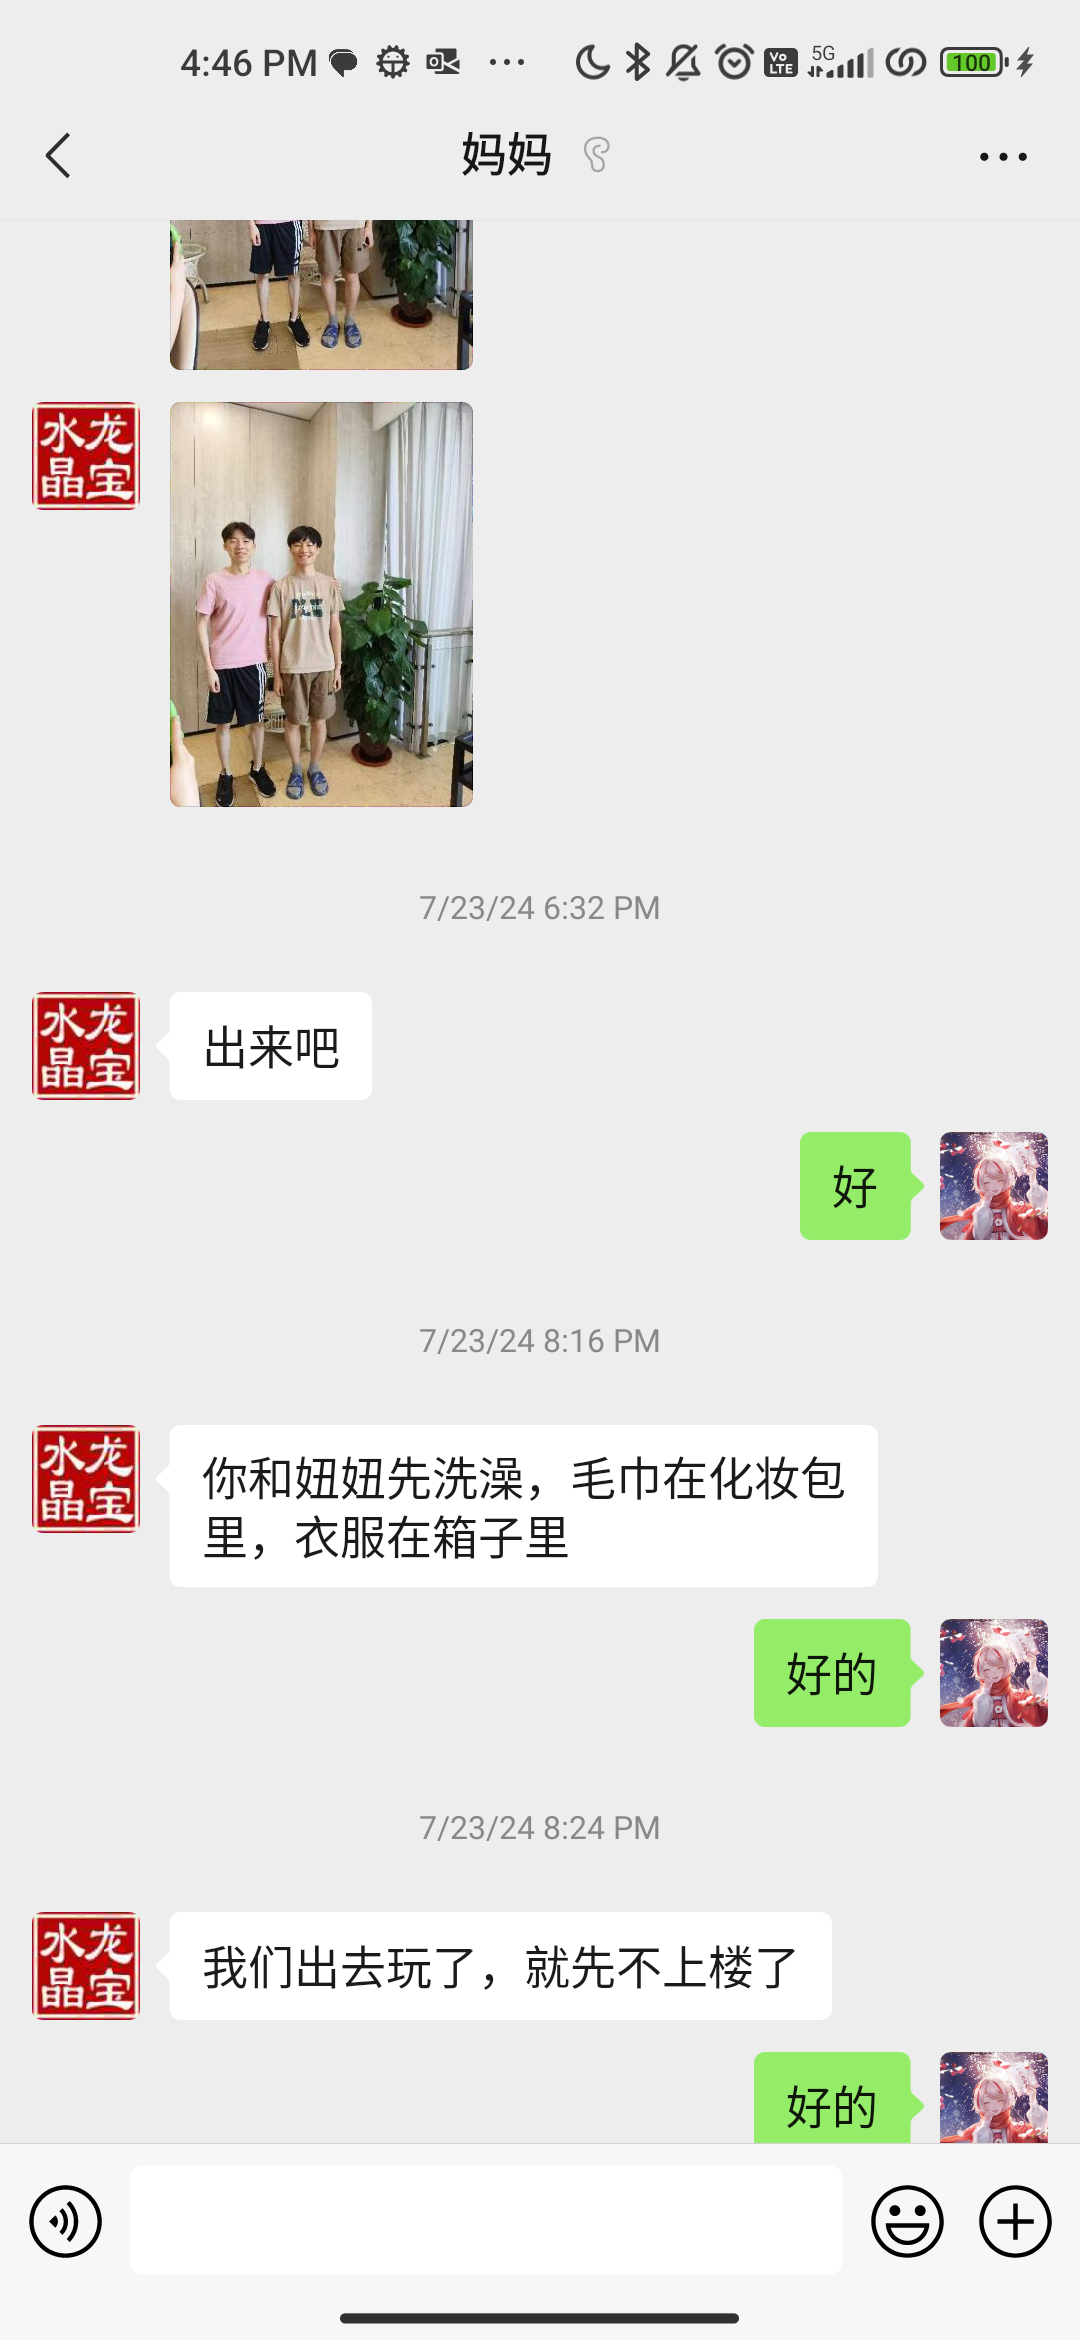 4:46 PM
Vo LTE
5G
100
妈妈
水龙
晶宝
7/23/24 6:32 PM
水龙
晶宝
出来吧
好
7/23/24 8:16 PM
水龙
晶宝
你和妞妞先洗澡，毛巾在化妆包
里，衣服在箱子里
好的
7/23/24 8:24 PM
水龙
晶宝
我们出去玩了，就先不上楼了
好的